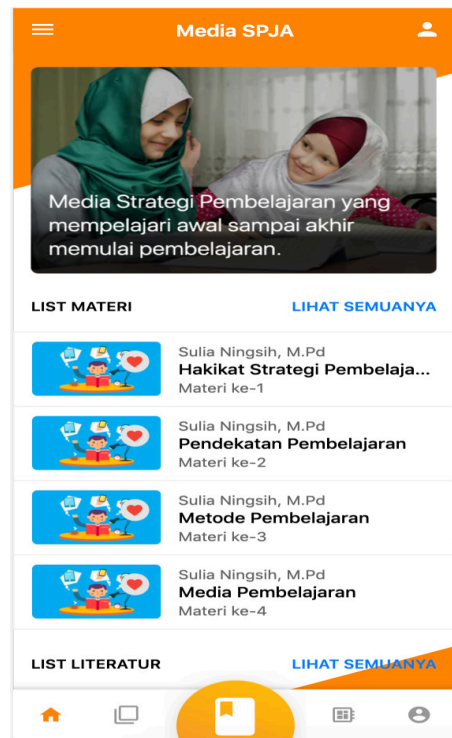 Media SPJA
Media Strategi Pembelajaran yang
mempelajari awal sampai akhir
memulai pembelajaran.
LIST MATERI LIHAT SEMUANYA
Sulia Ningsih, M.Pd
Hakikat Strategi Pembelaja...
Materi ke-1
Sulia Ningsih, M.Pd
Pendekatan Pembelajaran
Materi ke-2
Sulia Ningsih, M.Pd
Metode Pembelajaran
Materi ke-3
Sulia Ningsih, M.Pd
Media Pembelajaran
Materi ke-4
LIST LITERATUR LIHAT SEMUANYA